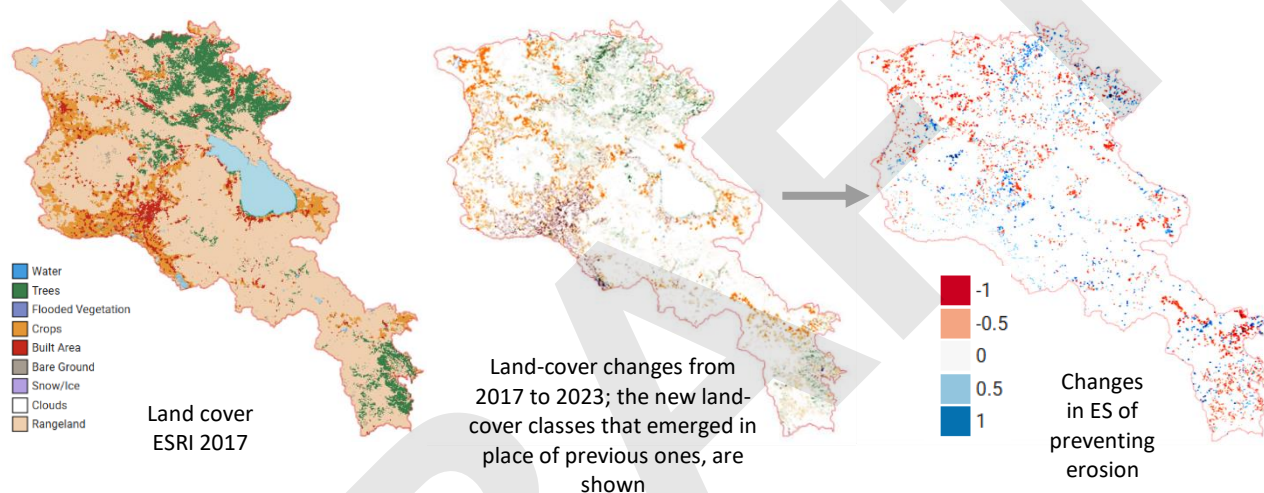 Water
Trees
Flooded Vegetation
Crops
Built Area
Bare Ground
Snow/Ice
Clouds
Rangeland
Land cover
ESRI 2017
Land-cover changes from
2017 to 2023; the new land-
cover classes that emerged in
place of previous ones, are
shown
-1
-0.5
0
0.5
1
Changes
in ES of
preventing
erosion
DRAFT